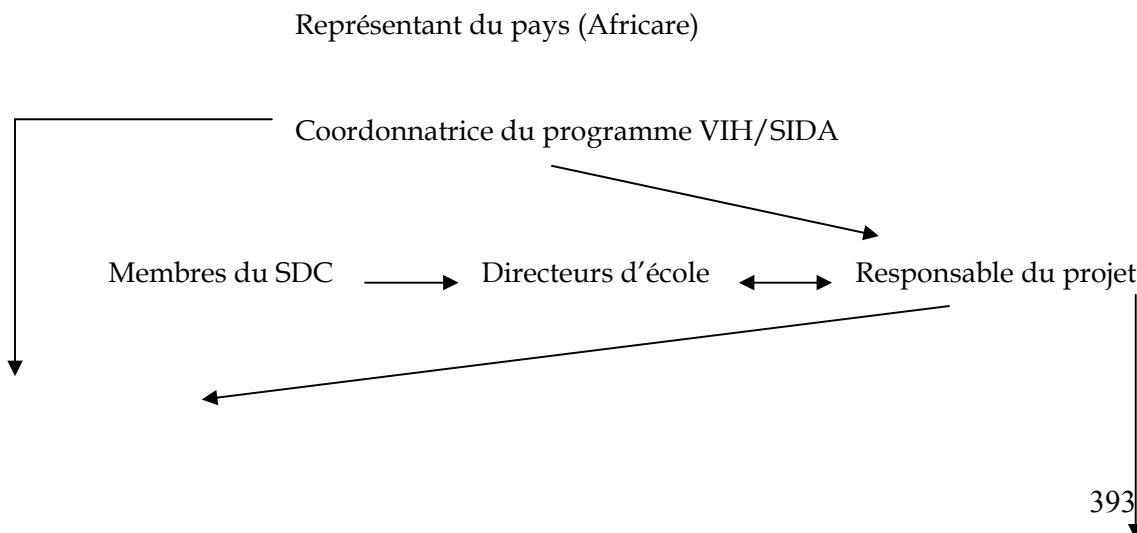 Représentant du pays (Africare)
Coordonnatrice du programme VIH/SIDA
Membres du SDC
Directeurs d’école
Responsable du projet
393